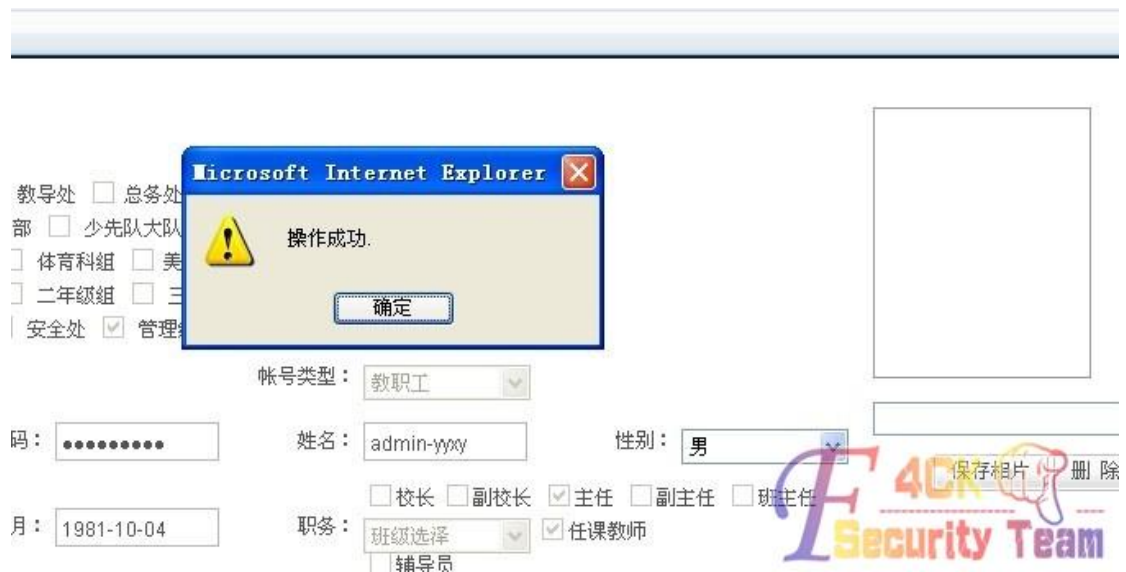 Microsoft Internet Explorer
教导处 总务处
部 少先队大队
操作成功.
体育科组 美
二年级组 三
确定
安全处 管理
帐号类型： 教职工
码： ●●●●●●●●● 姓名： admin-yyxy 性别： 男
保存相片 删 除
校长 副校长 主任 副主任 班主任
月： 1981-10-04 职务： 班级选择 任课教师
辅导员
F4CK
Security Team